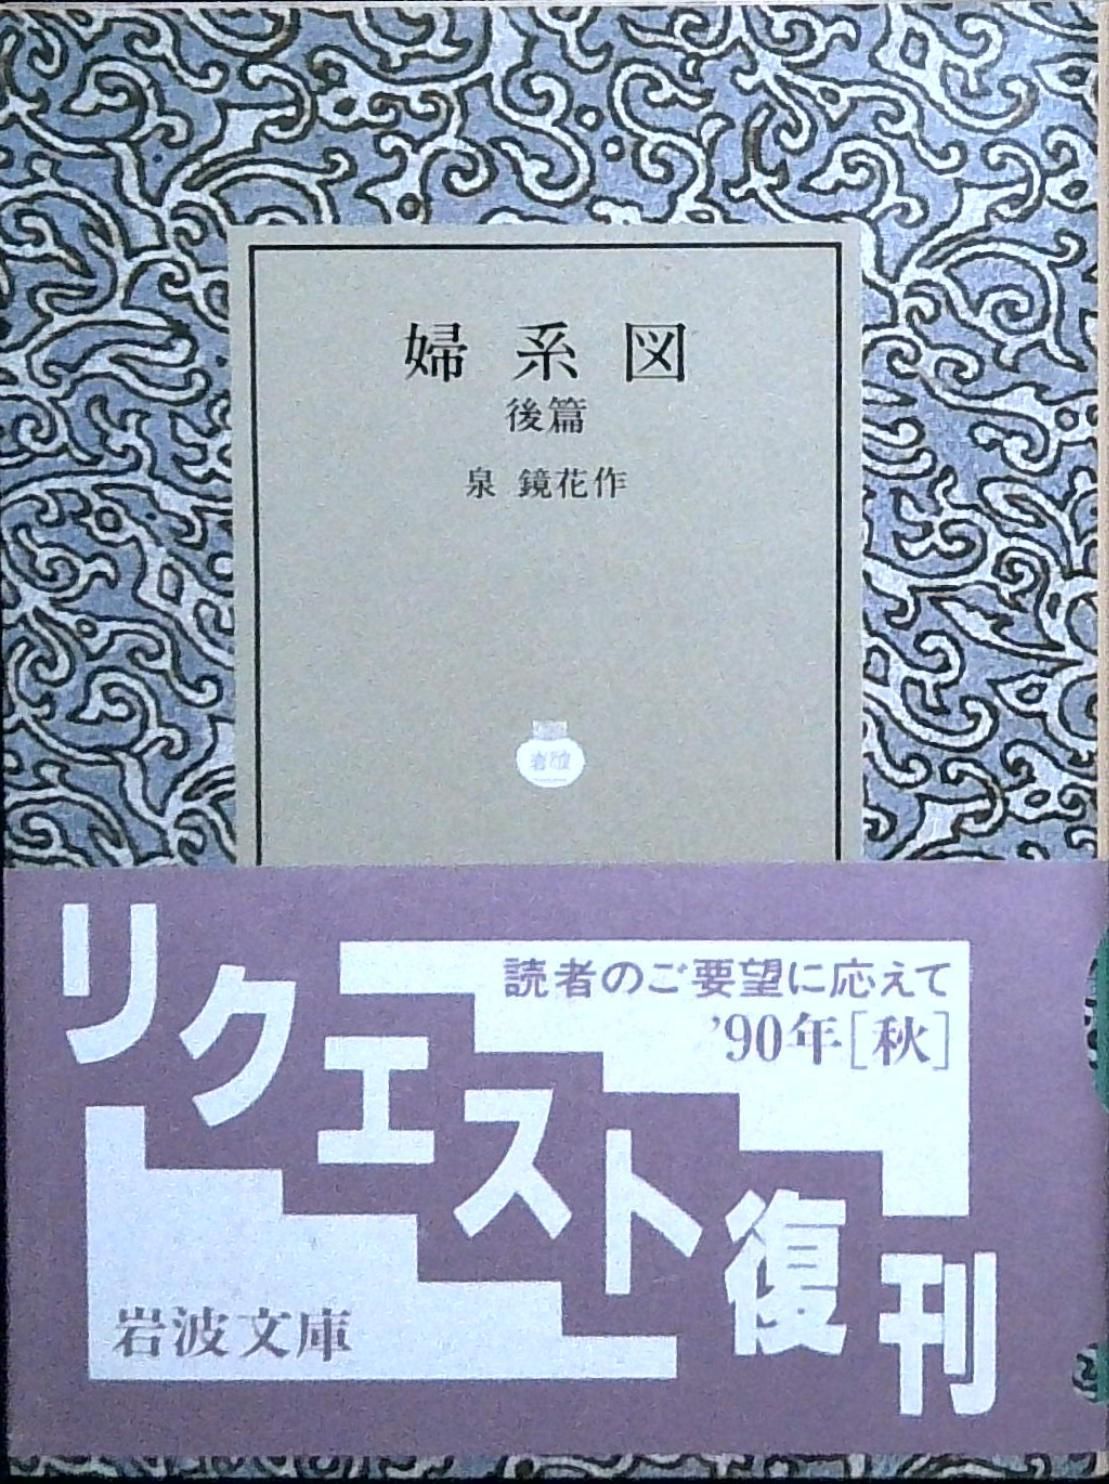 婦系図
後篇
泉 鏡花作
岩波
読者のご要望に応えて
'90年[秋]
リクエスト復刊
岩波文庫